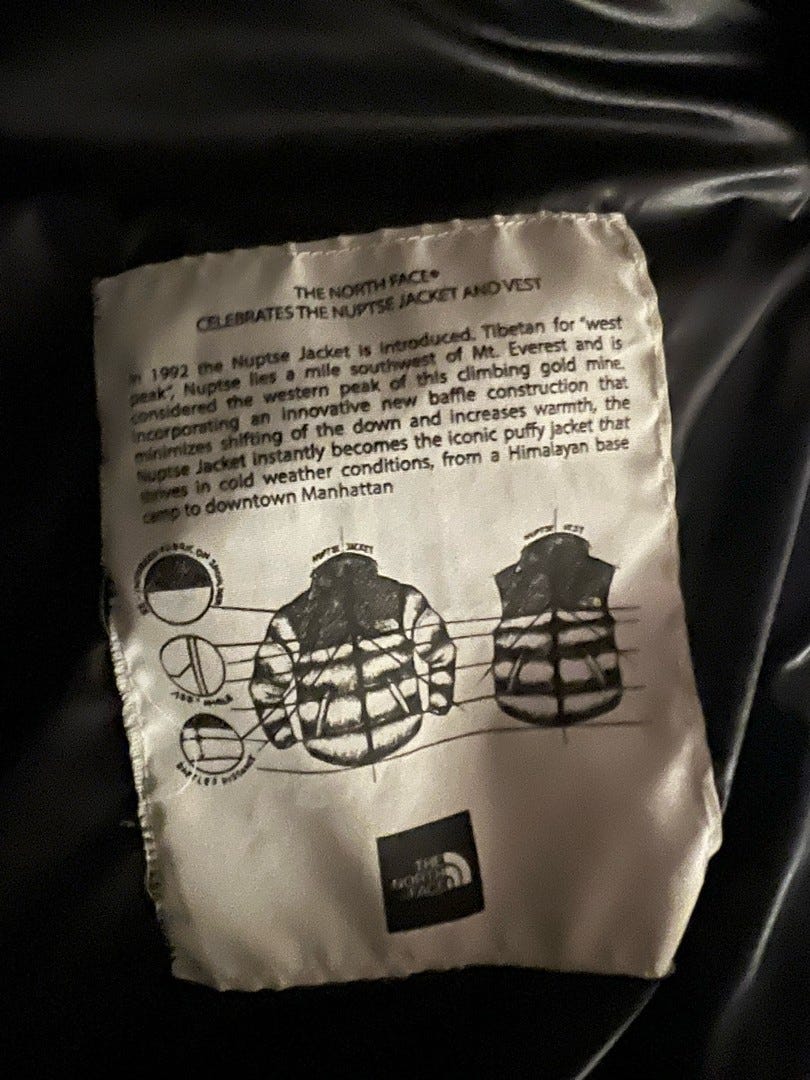 THE NORTH FACE®
CELEBRATES THE NUPTSE JACKET AND VEST
In 1992 the Nuptse Jacket is introduced. Tibetan for "west
peak", Nuptse lies a mile southwest of Mt. Everest and is
considered the western peak of this climbing gold mine.
Incorporating an innovative new baffle construction that
minimizes shifting of the down and increases warmth, the
Nuptse Jacket instantly becomes the iconic puffy jacket that
thrives in cold weather conditions, from a Himalayan base
camp to downtown Manhattan
NUPTSE JACKET
NUPTSE VEST
FABRIC ON
BAFFLES
THE
NORTH
FACE